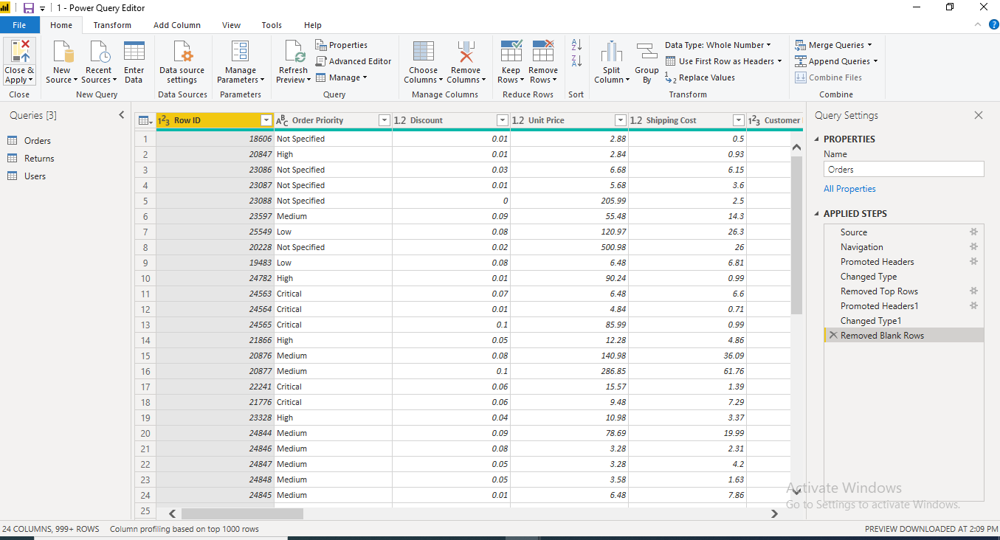 1 - Power Query Editor
File Home Transform Add Column View Tools Help
Close & Apply
New Source
Recent Sources
Enter Data
Data source settings
Manage Parameters
Refresh Preview
Properties
Advanced Editor
Manage
Choose Columns
Remove Columns
Keep Rows
Remove Rows
Split Column
Group By
Data Type: Whole Number
Use First Row as Headers
Replace Values
Merge Queries
Append Queries
Combine Files
Close New Query Data Sources Parameters Query Manage Columns Reduce Rows Sort Transform Combine
Queries [3]
Orders
Returns
Users
123 Row ID ABC Order Priority 1.2 Discount 1.2 Unit Price 1.2 Shipping Cost 123 Customer
1 18606 Not Specified 0.01 2.88 0.5
2 20847 High 0.01 2.84 0.93
3 23086 Not Specified 0.03 6.68 6.15
4 23087 Not Specified 0.01 5.68 3.6
5 23088 Not Specified 0 205.99 2.5
6 23597 Medium 0.09 55.48 14.3
7 25549 Low 0.08 120.97 26.3
8 20228 Not Specified 0.02 500.98 26
9 19483 Low 0.08 6.48 6.81
10 24782 High 0.01 90.24 0.99
11 24563 Critical 0.07 6.48 6.6
12 24564 Critical 0.01 4.84 0.71
13 24565 Critical 0.1 85.99 0.99
14 21866 High 0.05 12.28 4.86
15 20876 Medium 0.08 140.98 36.09
16 20877 Medium 0.1 286.85 61.76
17 22241 Critical 0.06 15.57 1.39
18 21776 Critical 0.06 9.48 7.29
19 23328 High 0.04 10.98 3.37
20 24844 Medium 0.09 78.69 19.99
21 24846 Medium 0.08 3.28 2.31
22 24847 Medium 0.05 3.28 4.2
23 24848 Medium 0.05 3.58 1.63
24 24845 Medium 0.01 6.48 7.86
25
Query Settings
PROPERTIES
Name
Orders
All Properties
APPLIED STEPS
Source
Navigation
Promoted Headers
Changed Type
Removed Top Rows
Promoted Headers1
Changed Type1
Removed Blank Rows
Activate Windows
Go to Settings to activate Windows.
24 COLUMNS, 999+ ROWS Column profiling based on top 1000 rows
PREVIEW DOWNLOADED AT 2:09 PM